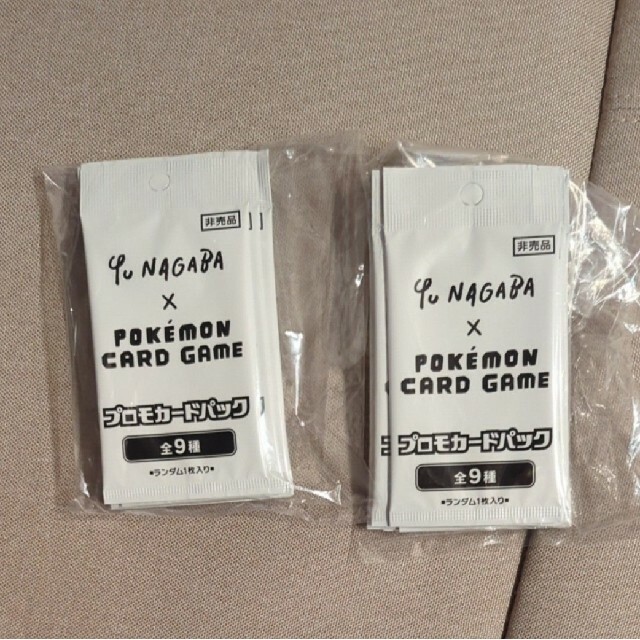 非売品
Yu NAGABA
×
POKÉMON
CARD GAME
プロモカードパック
全9種
▪ランダム1枚入り▪
非売品
Yu NAGABA
×
POKÉMON
CARD GAME
プロモカードパック
全9種
▪ランダム1枚入り▪